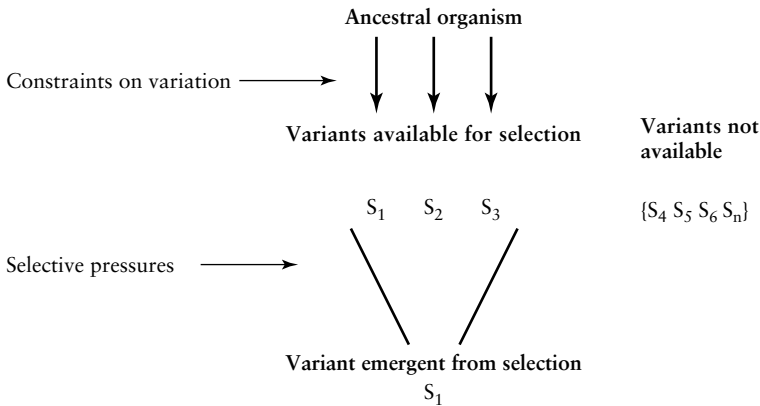 Ancestral organism
Constraints on variation
Variants available for selection
Variants not
available
S₁ S₂ S₃
{S₄ S₅ S₆ Sₙ}
Selective pressures
Variant emergent from selection
S₁